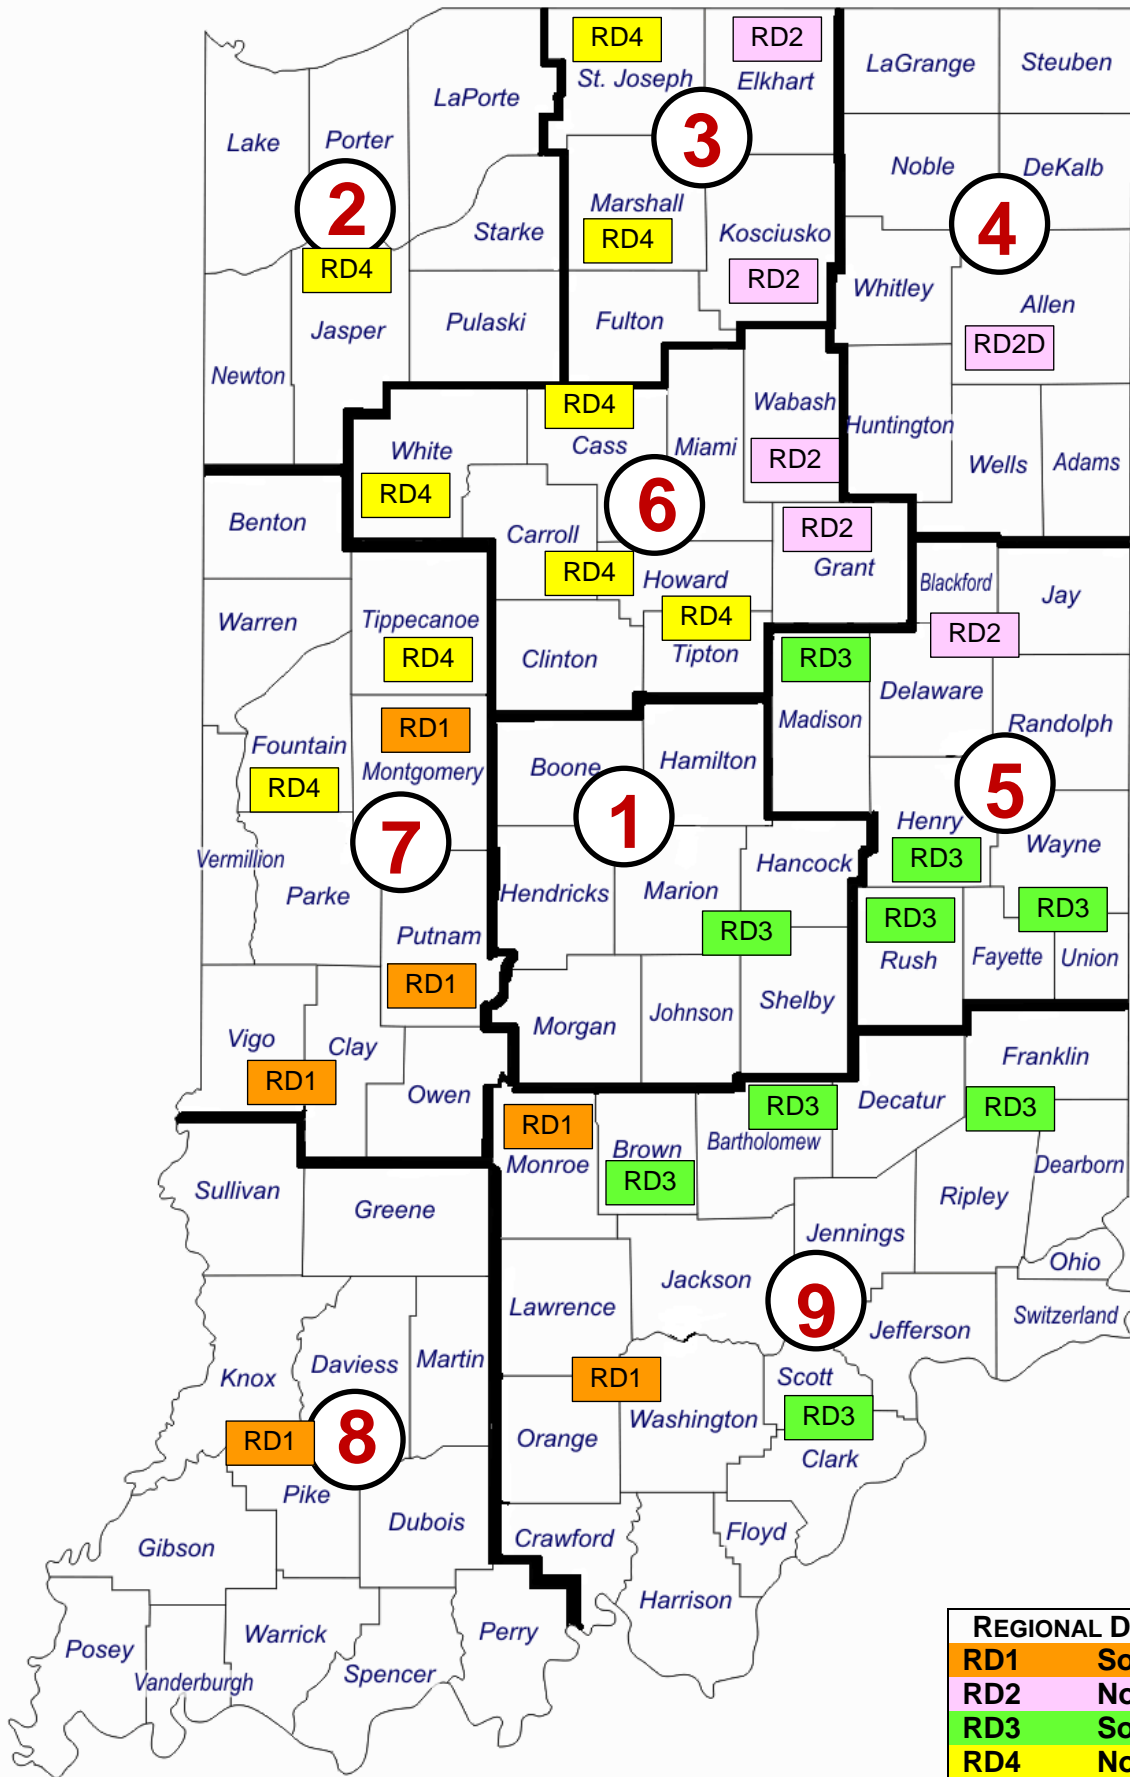 RD4
RD2
St. Joseph
Elkhart
LaGrange
Steuben
LaPorte
Lake
Porter
3
Noble
DeKalb
2
Marshall
RD4
Starke
Kosciusko
RD2
4
RD4
Jasper
Pulaski
Fulton
Whitley
Allen
RD2D
Newton
RD4
Cass
Miami
Wabash
RD2
Huntington
Wells
Adams
White
RD4
6
Benton
Carroll
RD4
Howard
RD2
Grant
Blackford
RD2
Jay
Warren
Tippecanoe
RD4
Clinton
RD4
Tipton
RD3
Madison
Delaware
Randolph
RD1
Montgomery
Fountain
RD4
Boone
Hamilton
1
5
7
Henry
RD3
Wayne
RD3
Vermillion
Parke
Hendricks
Marion
RD3
Hancock
RD3
Rush
Fayette
Union
Putnam
RD1
Morgan
Johnson
Shelby
Vigo
RD1
Clay
Owen
Franklin
RD3
RD3
Bartholomew
Decatur
RD1
Monroe
Brown
RD3
Dearborn
Sullivan
Greene
Ripley
Jennings
Ohio
Jackson
9
Lawrence
Jefferson
Switzerland
Knox
Daviess
Martin
RD1
Washington
Scott
RD3
Clark
Orange
RD1
8
Pike
Dubois
Crawford
Floyd
Gibson
Harrison
Posey
Vanderburgh
Warrick
Spencer
Perry
REGIONAL D
RD1 So
RD2 No
RD3 So
RD4 No